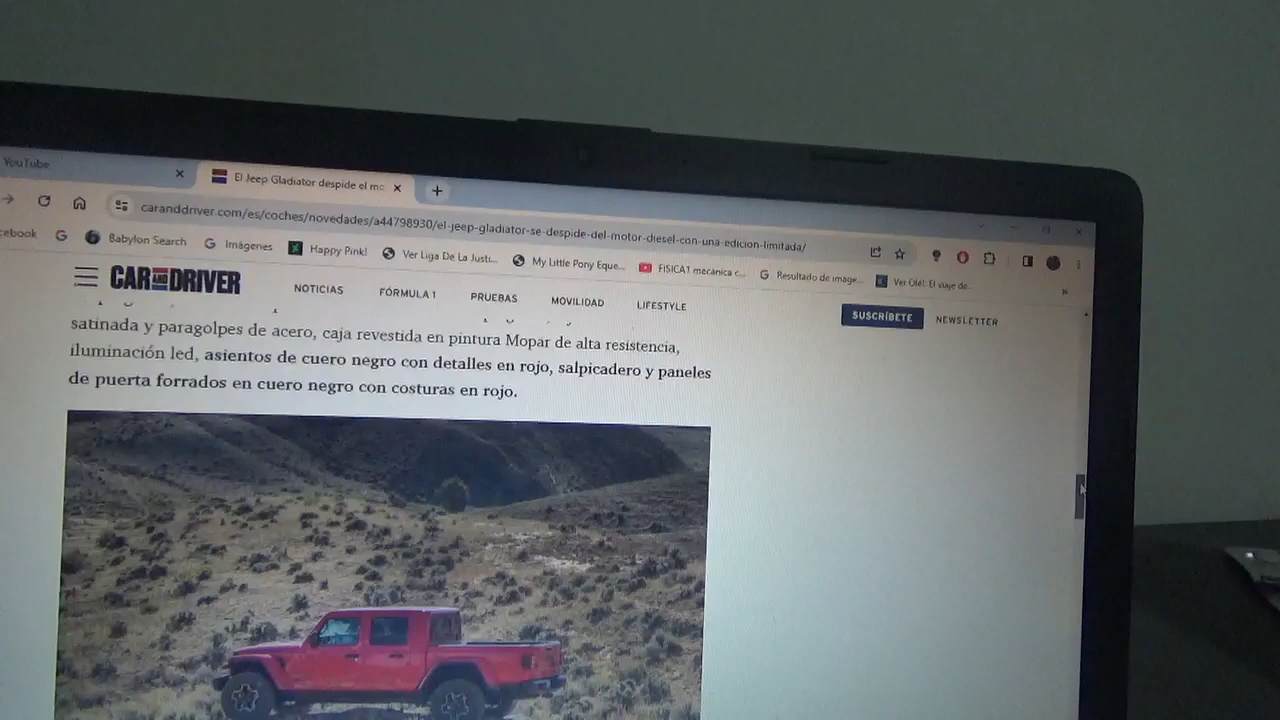 YouTube
El Jeep Gladiator despide el mo
caranddriver.com/es/coches/novedades/a44798930/el-jeep-gladiator-se-despide-del-motor-diesel-con-una-edicion-limitada/
cebook
Babylon Search
Imágenes
Happy Pink!
Ver Liga De La Justi...
My Little Pony Eque...
FISICA1 mecánica c...
Resultado de image...
Ver Olé!: El viaje de...
CAR AND DRIVER
NOTICIAS
FÓRMULA 1
PRUEBAS
MOVILIDAD
LIFESTYLE
SUSCRÍBETE
NEWSLETTER
satinada y paragolpes de acero, caja revestida en pintura Mopar de alta resistencia,
iluminación led, asientos de cuero negro con detalles en rojo, salpicadero y paneles
de puerta forrados en cuero negro con costuras en rojo.